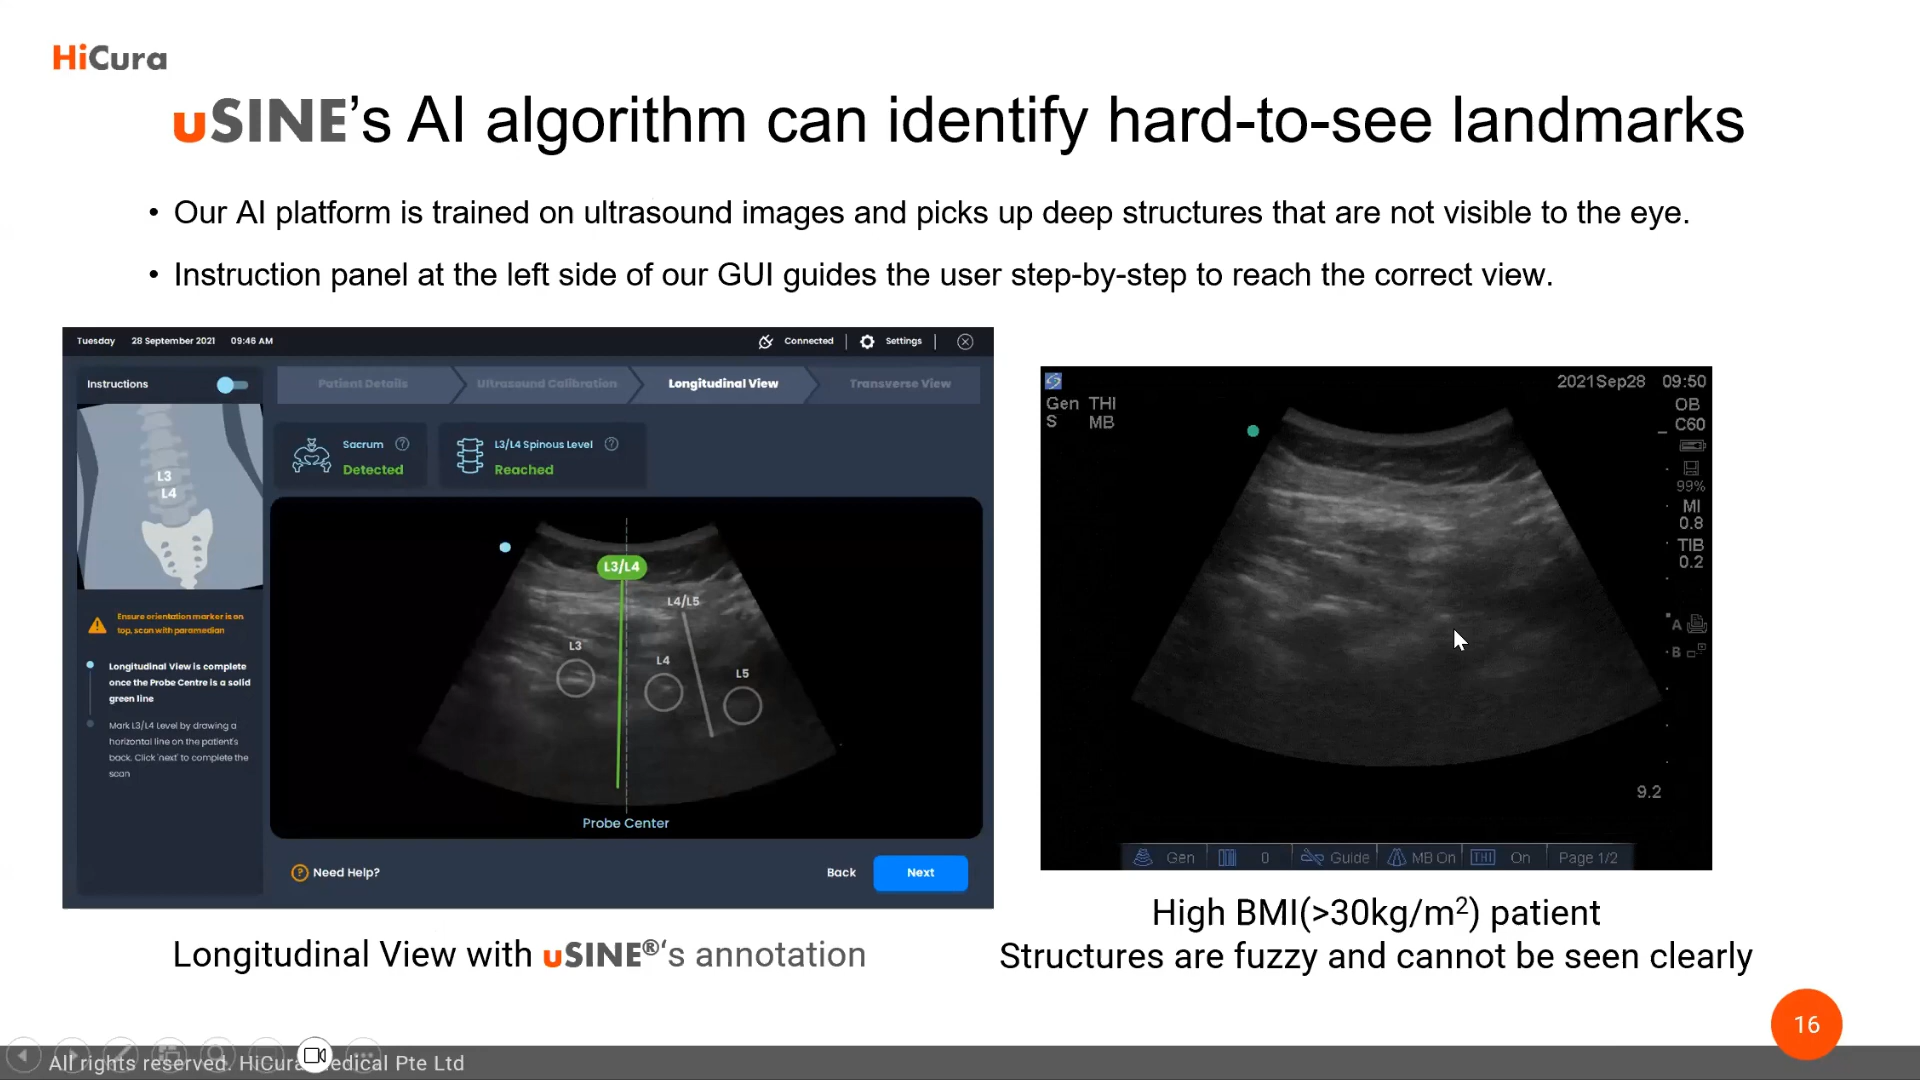 HiCura
uSINE's AI algorithm can identify hard-to-see landmarks
• Our AI platform is trained on ultrasound images and picks up deep structures that are not visible to the eye.
• Instruction panel at the left side of our GUI guides the user step-by-step to reach the correct view.
Tuesday 28 September 2021 09:46 AM Connected Settings
Instructions
Patient Details Ultrasound Calibration Longitudinal View Transverse View
Sacrum
Detected
L3/L4 Spinous Level
Reached
L3
L4
Ensure orientation marker is on
top, scan with paramedian
Longitudinal View is complete
once the Probe Centre is a solid
green line
Mark L3/L4 Level by drawing a
horizontal line on the patient's
back. Click 'next' to complete the
scan
L3/L4
L4/L5
L3
L4
L5
Probe Center
Need Help?
Back
Next
Longitudinal View with uSINE®‘s annotation
2021Sep28 09:50
Gen THI
S MB
OB
C60
99%
MI
0.8
TIB
0.2
A
B
9.2
Gen 0 Guide MB On THI On Page 1/2
High BMI(>30kg/m²) patient
Structures are fuzzy and cannot be seen clearly
16
All rights reserved. HiCura Medical Pte Ltd